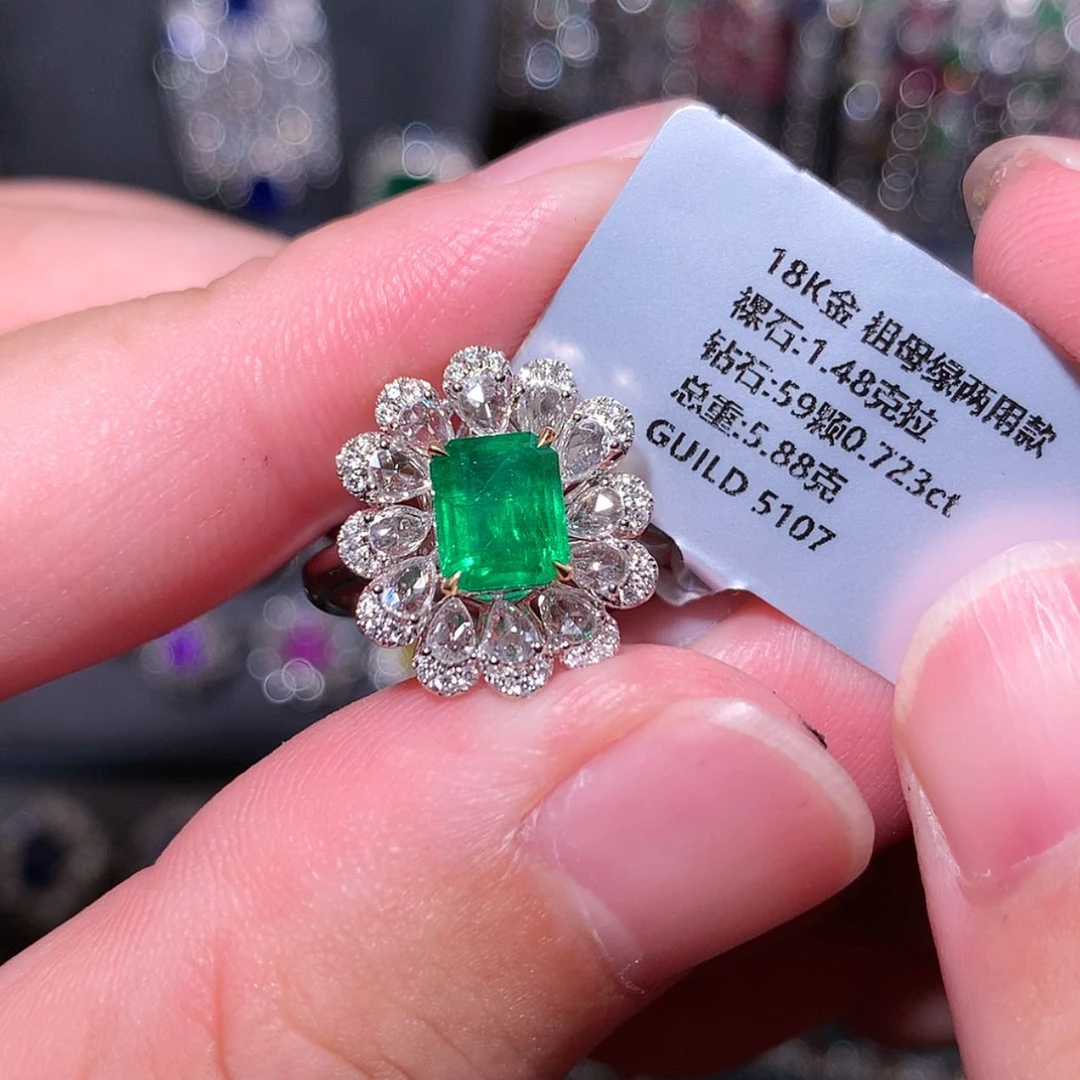 18K金 祖母绿两用款
裸石:1.48克拉
钻石:59颗0.723ct
总重:5.88克
GUILD 5107